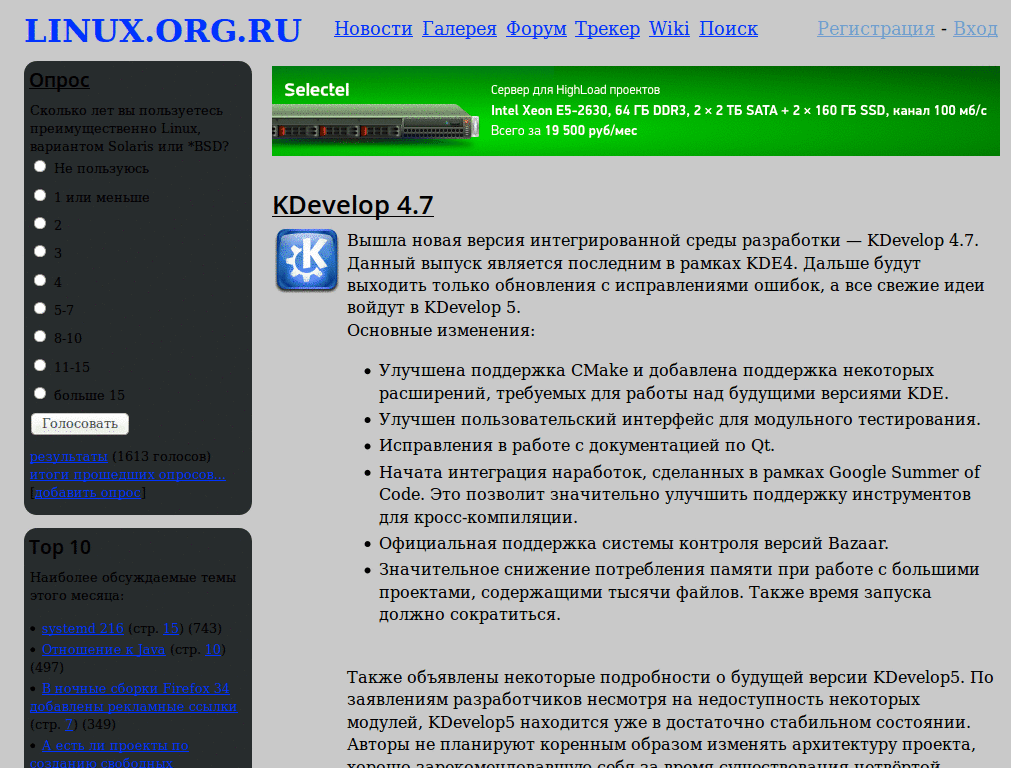 LINUX.ORG.RU
Новости Галерея Форум Трекер Wiki Поиск
Регистрация - Вход
Опрос
Сколько лет вы пользуетесь
преимущественно Linux,
вариантом Solaris или *BSD?
Не пользуюсь
1 или меньше
2
3
4
5-7
8-10
11-15
больше 15
Голосовать
результаты (1613 голосов)
итоги прошедших опросов...
[добавить опрос]
Top 10
Наиболее обсуждаемые темы
этого месяца:
• systemd 216 (стр. 15) (743)
• Отношение к Java (стр. 10)
(497)
• В ночные сборки Firefox 34
добавлены рекламные ссылки
(стр. 7) (349)
• А есть ли проекты по
созданию свободных
Selectel
Сервер для HighLoad проектов
Intel Xeon E5-2630, 64 ГБ DDR3, 2 × 2 ТБ SATA + 2 × 160 ГБ SSD, канал 100 мб/с
Всего за 19 500 руб/мес
KDevelop 4.7
Вышла новая версия интегрированной среды разработки — KDevelop 4.7.
Данный выпуск является последним в рамках KDE4. Дальше будут
выходить только обновления с исправлениями ошибок, а все свежие идеи
войдут в KDevelop 5.
Основные изменения:
• Улучшена поддержка CMake и добавлена поддержка некоторых
расширений, требуемых для работы над будущими версиями KDE.
• Улучшен пользовательский интерфейс для модульного тестирования.
• Исправления в работе с документацией по Qt.
• Начата интеграция наработок, сделанных в рамках Google Summer of
Code. Это позволит значительно улучшить поддержку инструментов
для кросс-компиляции.
• Официальная поддержка системы контроля версий Bazaar.
• Значительное снижение потребления памяти при работе с большими
проектами, содержащими тысячи файлов. Также время запуска
должно сократиться.
Также объявлены некоторые подробности о будущей версии KDevelop5. По
заявлениям разработчиков несмотря на недоступность некоторых
модулей, KDevelop5 находится уже в достаточно стабильном состоянии.
Авторы не планируют коренным образом изменять архитектуру проекта,
хорошо зарекомендовавшую себя за время существования четвёртой